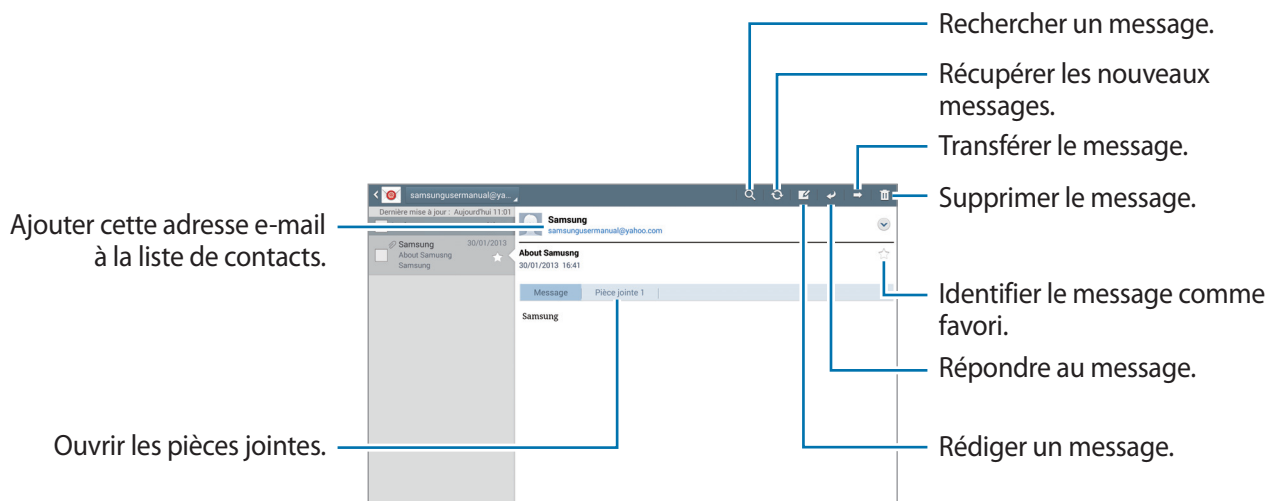 Rechercher un message.
Récupérer les nouveaux
messages.
Transférer le message.
Supprimer le message.
Ajouter cette adresse e-mail
à la liste de contacts.
samsungusermanual@ya..
Dernière mise à jour : Aujourd'hui 11:01
Samsung
samsungusermanual@yahoo.com
Samsung 30/01/2013
About Samusng
Samsung
About Samusng
30/01/2013 16:41
Message Pièce jointe 1
Samsung
Identifier le message comme
favori.
Répondre au message.
Ouvrir les pièces jointes.
Rédiger un message.